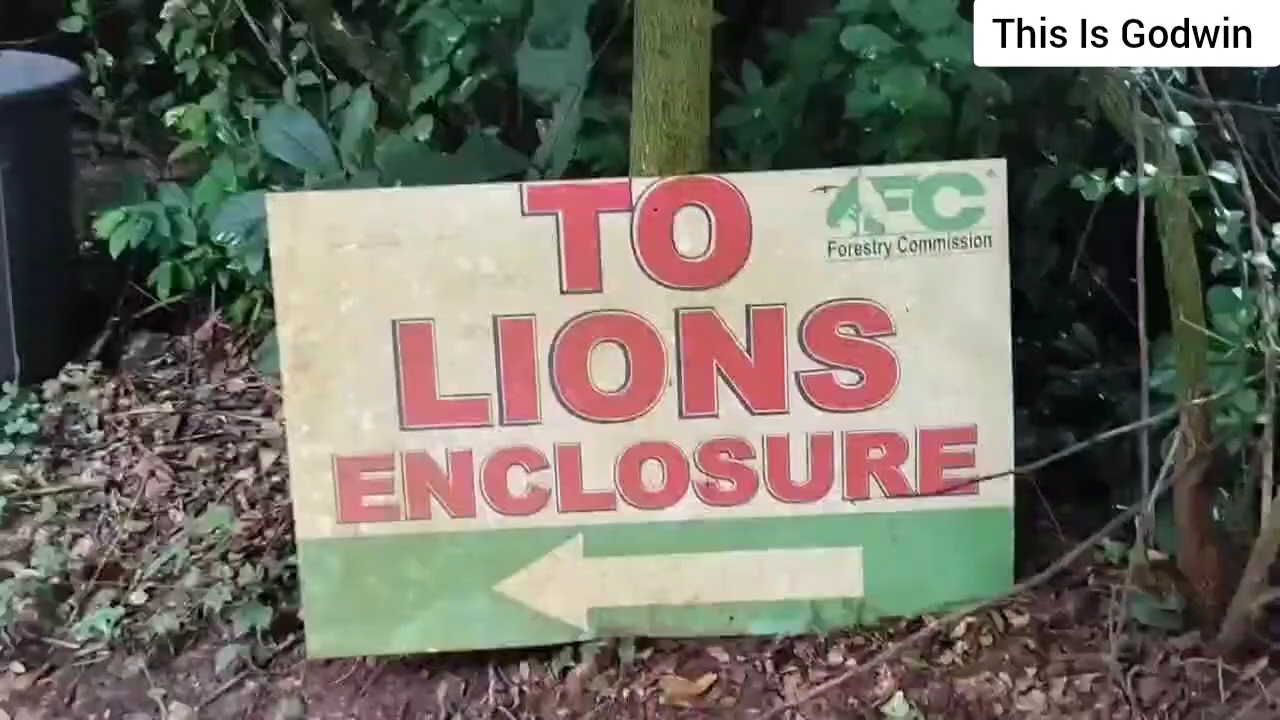 This Is Godwin
TO
FC
Forestry Commission
LIONS
ENCLOSURE